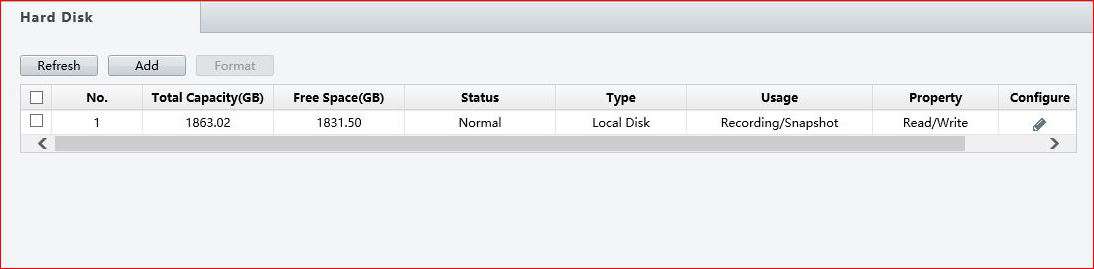 Hard Disk
Refresh Add Format
No. Total Capacity(GB) Free Space(GB) Status Type Usage Property Configure
1 1863.02 1831.50 Normal Local Disk Recording/Snapshot Read/Write